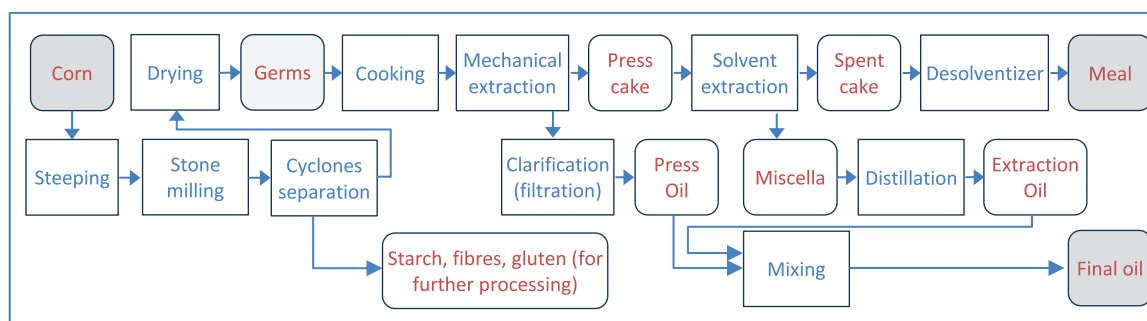 Corn
Drying
Germs
Cooking
Mechanical
extraction
Press
cake
Solvent
extraction
Spent
cake
Desolventizer
Meal
Steeping
Stone
milling
Cyclones
separation
Clarification
(filtration)
Press
Oil
Miscella
Distillation
Extraction
Oil
Starch, fibres, gluten (for
further processing)
Mixing
Final oil